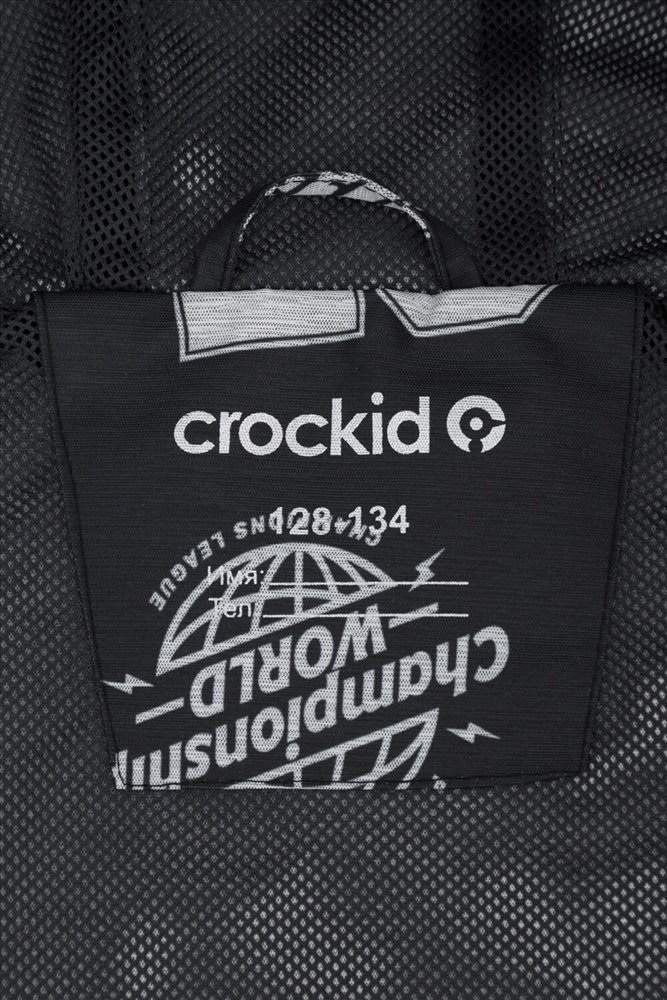 crockid
128-134
CHAMPIONS LEAGUE
Имя:
Тел.
WORLD
Championship